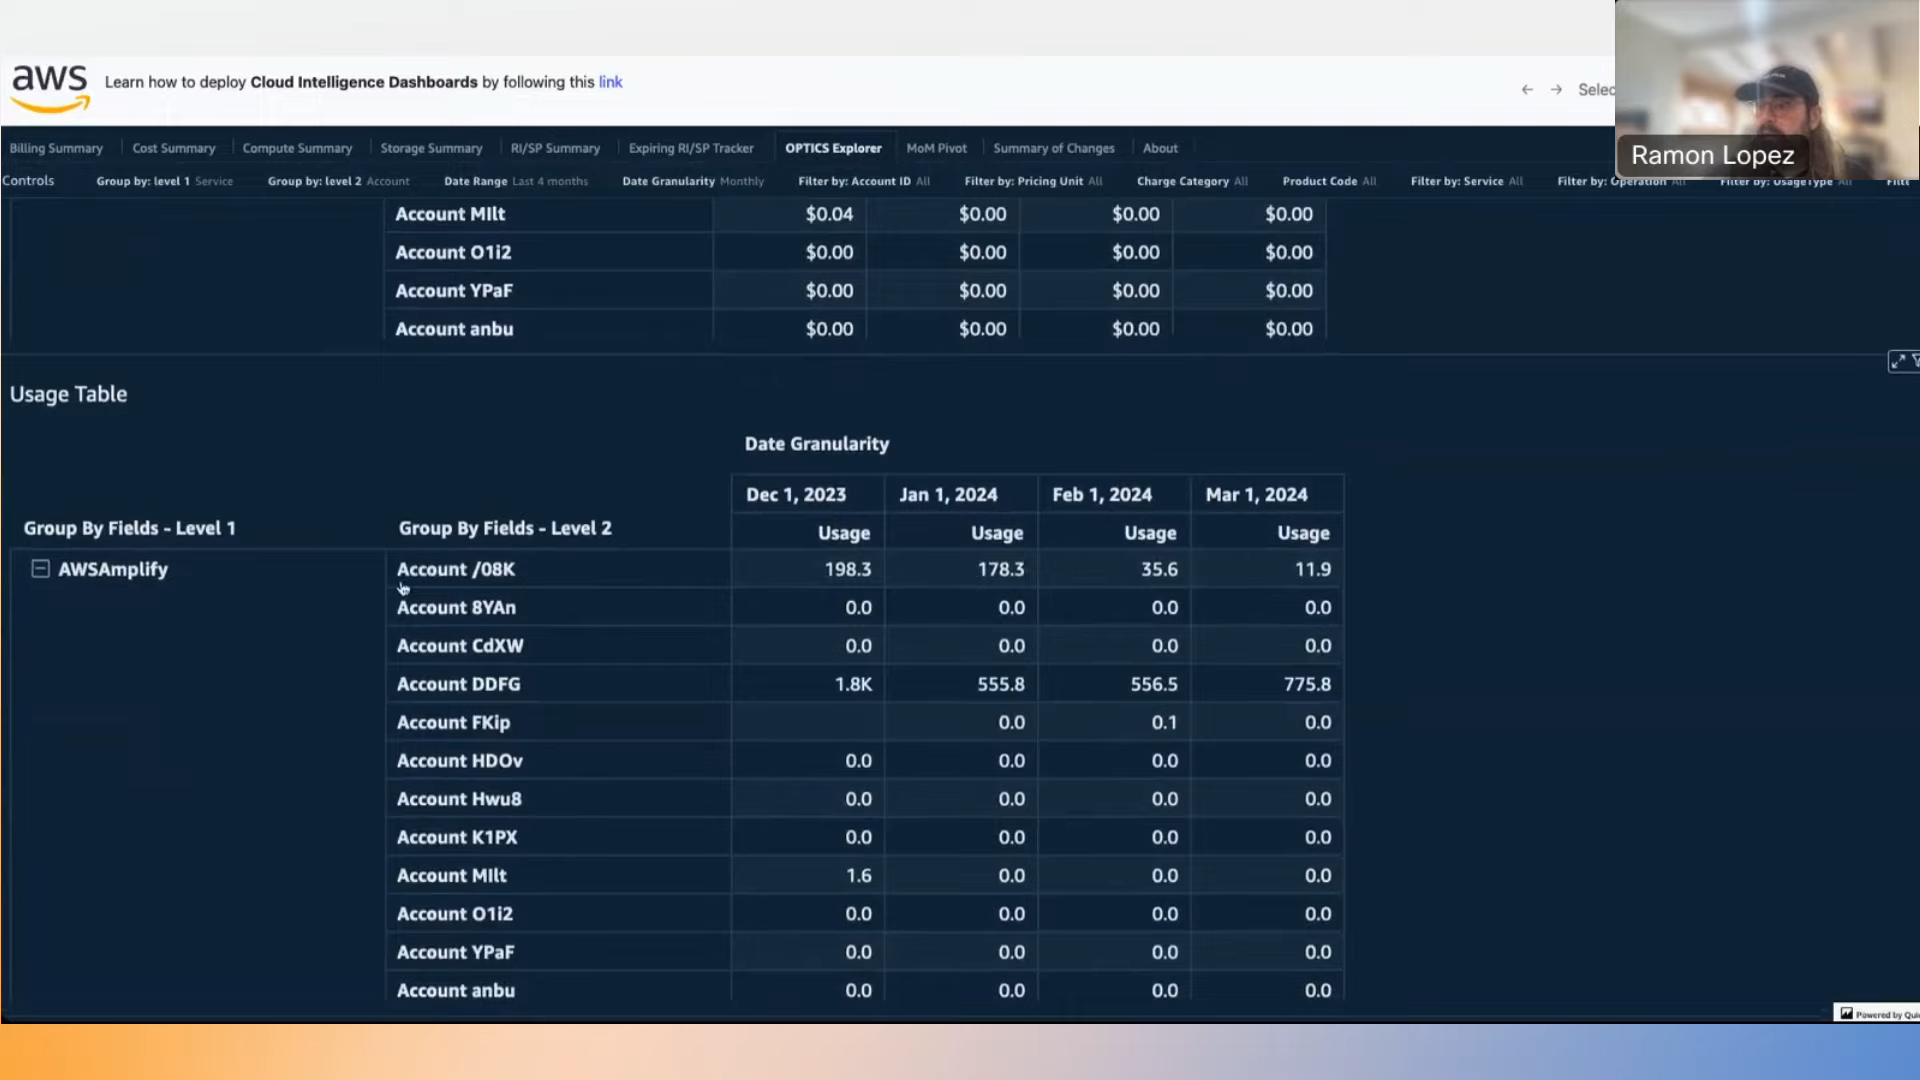 aws Learn how to deploy Cloud Intelligence Dashboards by following this link
Ramon Lopez
Billing Summary Cost Summary Compute Summary Storage Summary RI/SP Summary Expiring RI/SP Tracker OPTICS Explorer MoM Pivot Summary of Changes About
Controls Group by: level 1 Service Group by: level 2 Account Date Range Last 4 months Date Granularity Monthly Filter by: Account ID All Filter by: Pricing Unit All Charge Category All Product Code All Filter by: Service All Filter by: Operation All Filter by: UsageType All
Account MIlt $0.04 $0.00 $0.00 $0.00
Account O1i2 $0.00 $0.00 $0.00 $0.00
Account YPaF $0.00 $0.00 $0.00 $0.00
Account anbu $0.00 $0.00 $0.00 $0.00
Usage Table
Date Granularity
Dec 1, 2023 Jan 1, 2024 Feb 1, 2024 Mar 1, 2024
Group By Fields - Level 1 Group By Fields - Level 2 Usage Usage Usage Usage
AWSAmplify Account /08K 198.3 178.3 35.6 11.9
Account 8YAn 0.0 0.0 0.0 0.0
Account CdXW 0.0 0.0 0.0 0.0
Account DDFG 1.8K 555.8 556.5 775.8
Account FKip 0.0 0.1 0.0
Account HDOv 0.0 0.0 0.0 0.0
Account Hwu8 0.0 0.0 0.0 0.0
Account K1PX 0.0 0.0 0.0 0.0
Account MIlt 1.6 0.0 0.0 0.0
Account O1i2 0.0 0.0 0.0 0.0
Account YPaF 0.0 0.0 0.0 0.0
Account anbu 0.0 0.0 0.0 0.0
Powered by